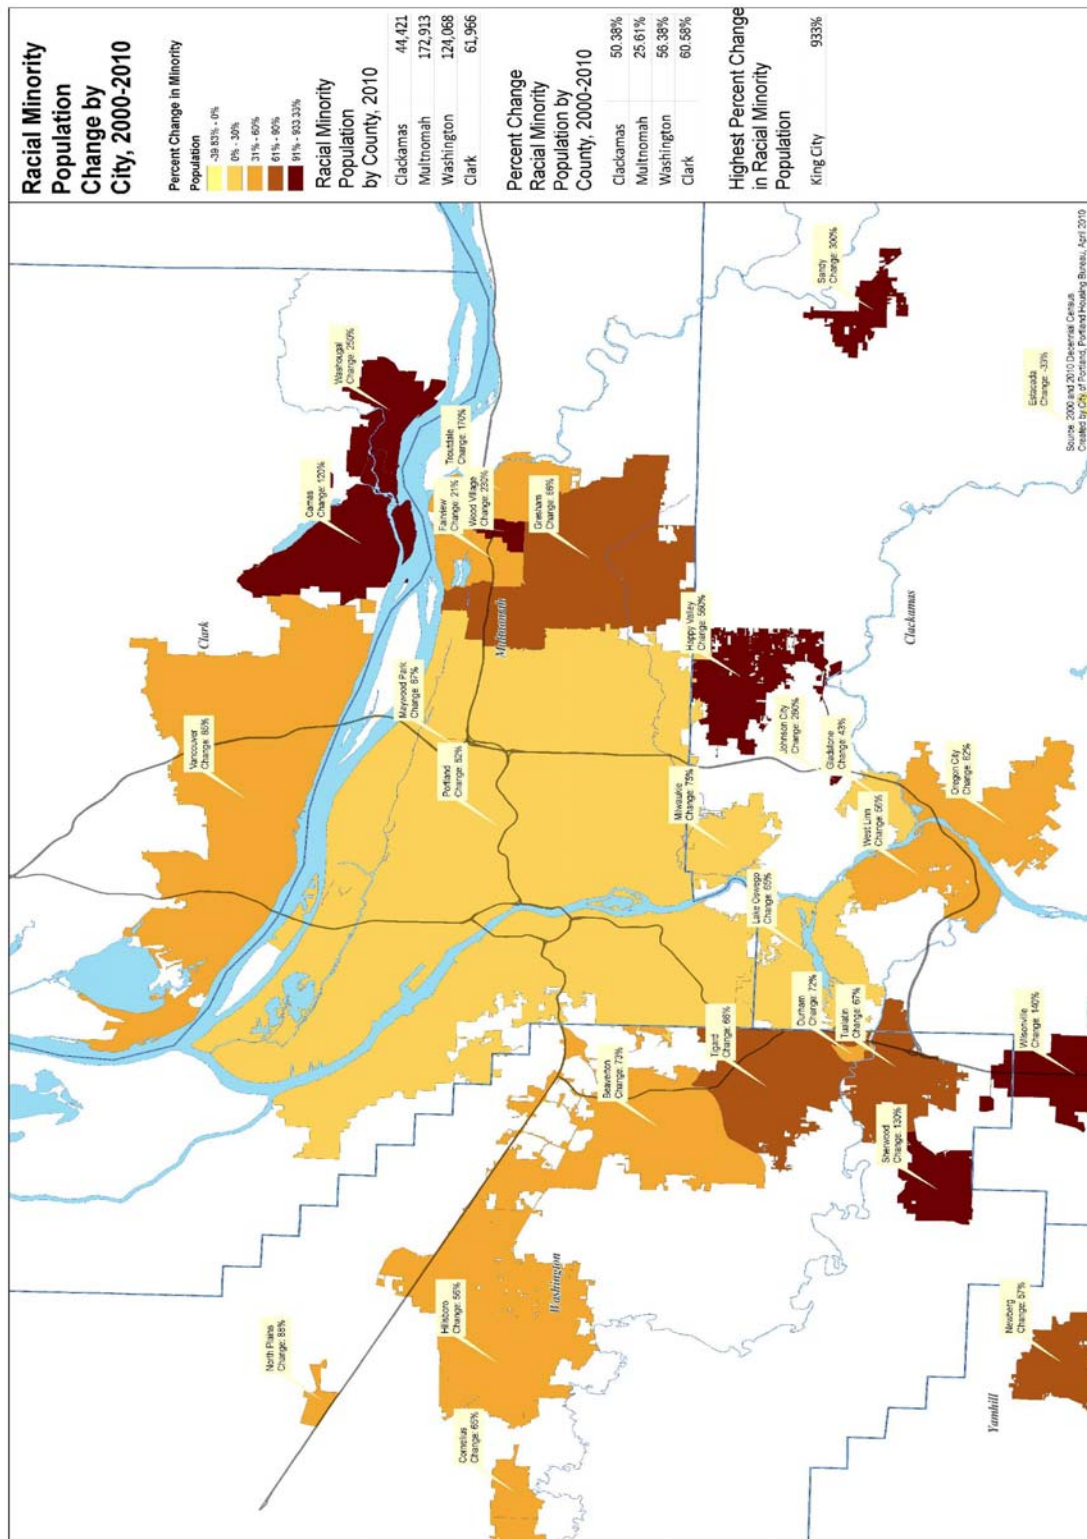 Racial Minority
Population
Change by
City, 2000-2010
Percent Change in Minority
Population
-39.83% - 0%
0% - 30%
31% - 60%
61% - 90%
91% - 933.33%
Racial Minority
Population
by County, 2010
Clackamas 44,421
Multnomah 172,913
Washington 124,068
Clark 61,966
Percent Change
Racial Minority
Population by
County, 2000-2010
Clackamas 50.38%
Multnomah 25.61%
Washington 56.38%
Clark 60.58%
Highest Percent Change
in Racial Minority
Population
King City 933%
Clark
Camas
Change: 120%
Washougal
Change: 250%
Vancouver
Change: 85%
Maywood Park
Change: 67%
Fairview
Change: 21%
Troutdale
Change: 170%
Wood Village
Change: 230%
Multnomah
Portland
Change: 52%
Gresham
Change:
North Plains
Change: 88%
Hillsboro
Change: 56%
Cornelius
Change: 65%
Washington
Beaverton
Change: 73%
Tigard
Change: 66%
Milwaukie
Change: 75%
Happy Valley
Change: 560%
Lake Oswego
Change: 65%
Johnson City
Change: 280%
Gladstone
Change: 43%
Durham
Change: 72%
Tualatin
Change: 67%
West Linn
Change: 56%
Oregon City
Change: 62%
Sherwood
Change: 130%
Wilsonville
Change: 140%
Sandy
Change: 300%
Clackamas
Estacada
Change: -33%
Newberg
Change: 57%
Yamhill
Source: 2000 and 2010 Decennial Census
Created by City of Portland, Portland Housing Bureau, April 2010